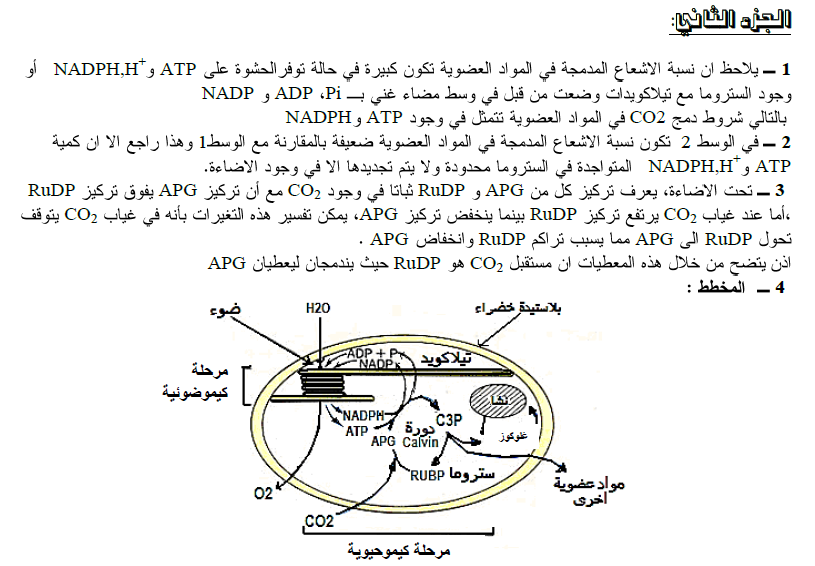 الجزء الثاني:
1 ــ يلاحظ ان نسبة الاشعاع المدمجة في المواد العضوية تكون كبيرة في حالة توفرالحشوة على ATP و NADPH,H+ أو
وجود الستروما مع تيلاكويدات وضعت من قبل في وسط مضاء غني بـــ ADP ،Pi و NADP
بالتالي شروط دمج CO2 في المواد العضوية تتمثل في وجود ATP و NADPH
2 ــ في الوسط 2 تكون نسبة الاشعاع المدمجة في المواد العضوية ضعيفة بالمقارنة مع الوسط1 وهذا راجع الا ان كمية
ATP و NADPH,H+ المتواجدة في الستروما محدودة ولا يتم تجديدها الا في وجود الاضاءة.
3 ــ تحت الاضاءة، يعرف تركيز كل من APG و RuDP ثباتا في وجود CO2 مع أن تركيز APG يفوق تركيز RuDP
،أما عند غياب CO2 يرتفع تركيز RuDP بينما ينخفض تركيز APG، يمكن تفسير هذه التغيرات بأنه في غياب CO2 يتوقف
تحول RuDP الى APG مما يسبب تراكم RuDP وانخفاض APG .
اذن يتضح من خلال هذه المعطيات ان مستقبل CO2 هو RuDP حيث يندمجان ليعطيان APG
4 ــ المخطط :
بلاستيدة خضراء
H2O
ضوء
ADP + P
تيلاكويد
NADP
مرحلة
كيموضوئية
نشا
NADPH
C3P
ATP
دورة
غلوكوز
APG
Calvin
RUBP
ستروما
مواد عضوية
اخرى
O2
CO2
مرحلة كيموحيوية